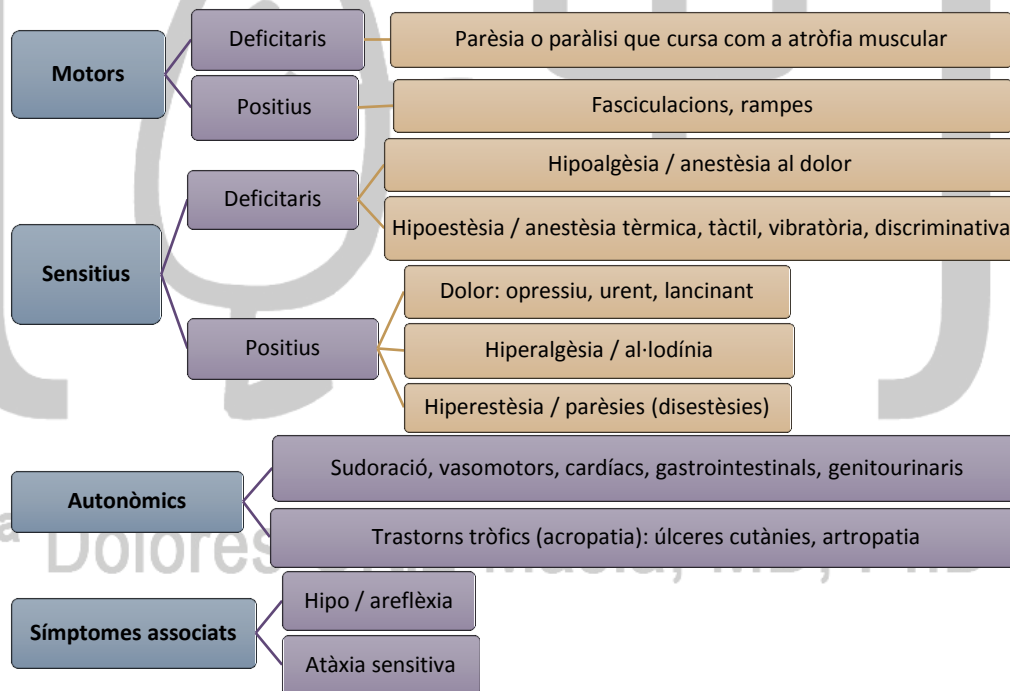 Motors
Deficitaris
Parèsia o paràlisi que cursa com a atròfia muscular
Positius
Fasciculacions, rampes
Sensitius
Deficitaris
Hipoalgèsia / anestèsia al dolor
Hipoestèsia / anestèsia tèrmica, tàctil, vibratòria, discriminativa
Positius
Dolor: opressiu, urent, lancinant
Hiperalgèsia / al·lodínia
Hiperestèsia / parèsies (disestèsies)
Autonòmics
Sudoració, vasomotors, cardíacs, gastrointestinals, genitourinaris
Trastorns tròfics (acropatia): úlceres cutànies, artropatia
Dolores
Símptomes associats
Hipo / areflèxia
Atàxia sensitiva